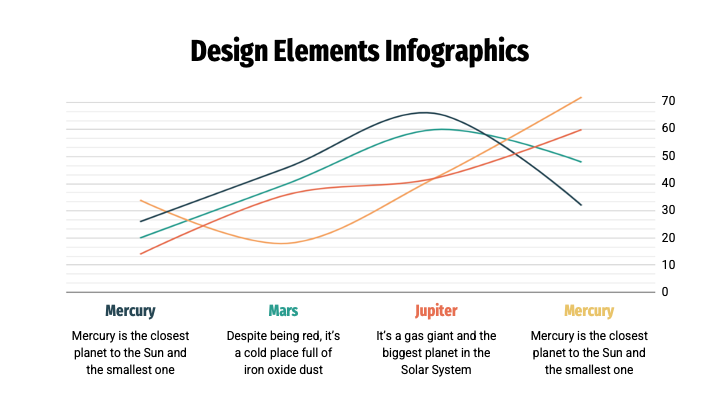 Design Elements Infographics
70
60
50
40
30
20
10
0
Mercury
Mercury is the closest
planet to the Sun and
the smallest one
Mars
Despite being red, it's
a cold place full of
iron oxide dust
Jupiter
It's a gas giant and the
biggest planet in the
Solar System
Mercury
Mercury is the closest
planet to the Sun and
the smallest one